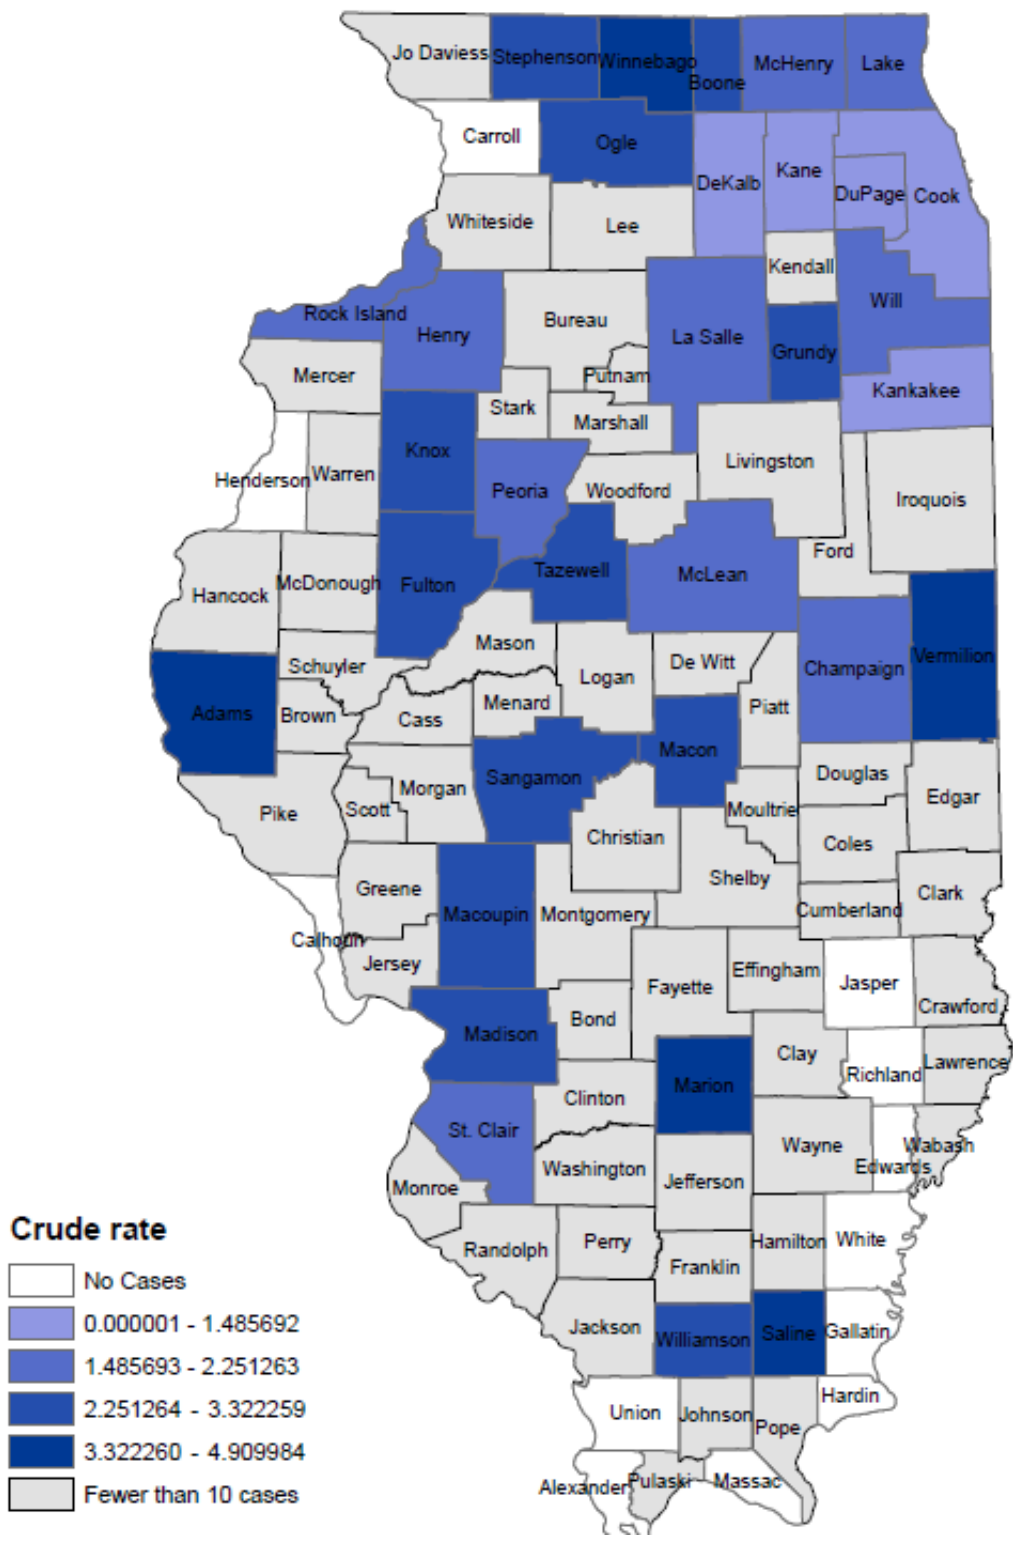 Jo Daviess
Stephenson
Winnebago
Boone
McHenry
Lake
Carroll
Ogle
DeKalb
Kane
DuPage
Cook
Whiteside
Lee
Kendall
Rock Island
Henry
Bureau
La Salle
Grundy
Will
Mercer
Putnam
Kankakee
Stark
Marshall
Henderson
Warren
Knox
Peoria
Woodford
Livingston
Iroquois
Ford
Hancock
McDonough
Fulton
Tazewell
McLean
Schuyler
Mason
Logan
De Witt
Champaign
Vermilion
Adams
Brown
Cass
Menard
Macon
Piatt
Pike
Scott
Morgan
Sangamon
Christian
Moultrie
Douglas
Edgar
Coles
Greene
Macoupin
Montgomery
Shelby
Cumberland
Clark
Calhoun
Jersey
Fayette
Effingham
Jasper
Crawford
Madison
Bond
Marion
Clay
Richland
Lawrence
St. Clair
Clinton
Washington
Jefferson
Wayne
Edwards
Wabash
Monroe
Randolph
Perry
Franklin
Hamilton
White
Jackson
Williamson
Saline
Gallatin
Union
Johnson
Pope
Hardin
Alexander
Pulaski
Massac
Crude rate
No Cases
0.000001 - 1.485692
1.485693 - 2.251263
2.251264 - 3.322259
3.322260 - 4.909984
Fewer than 10 cases